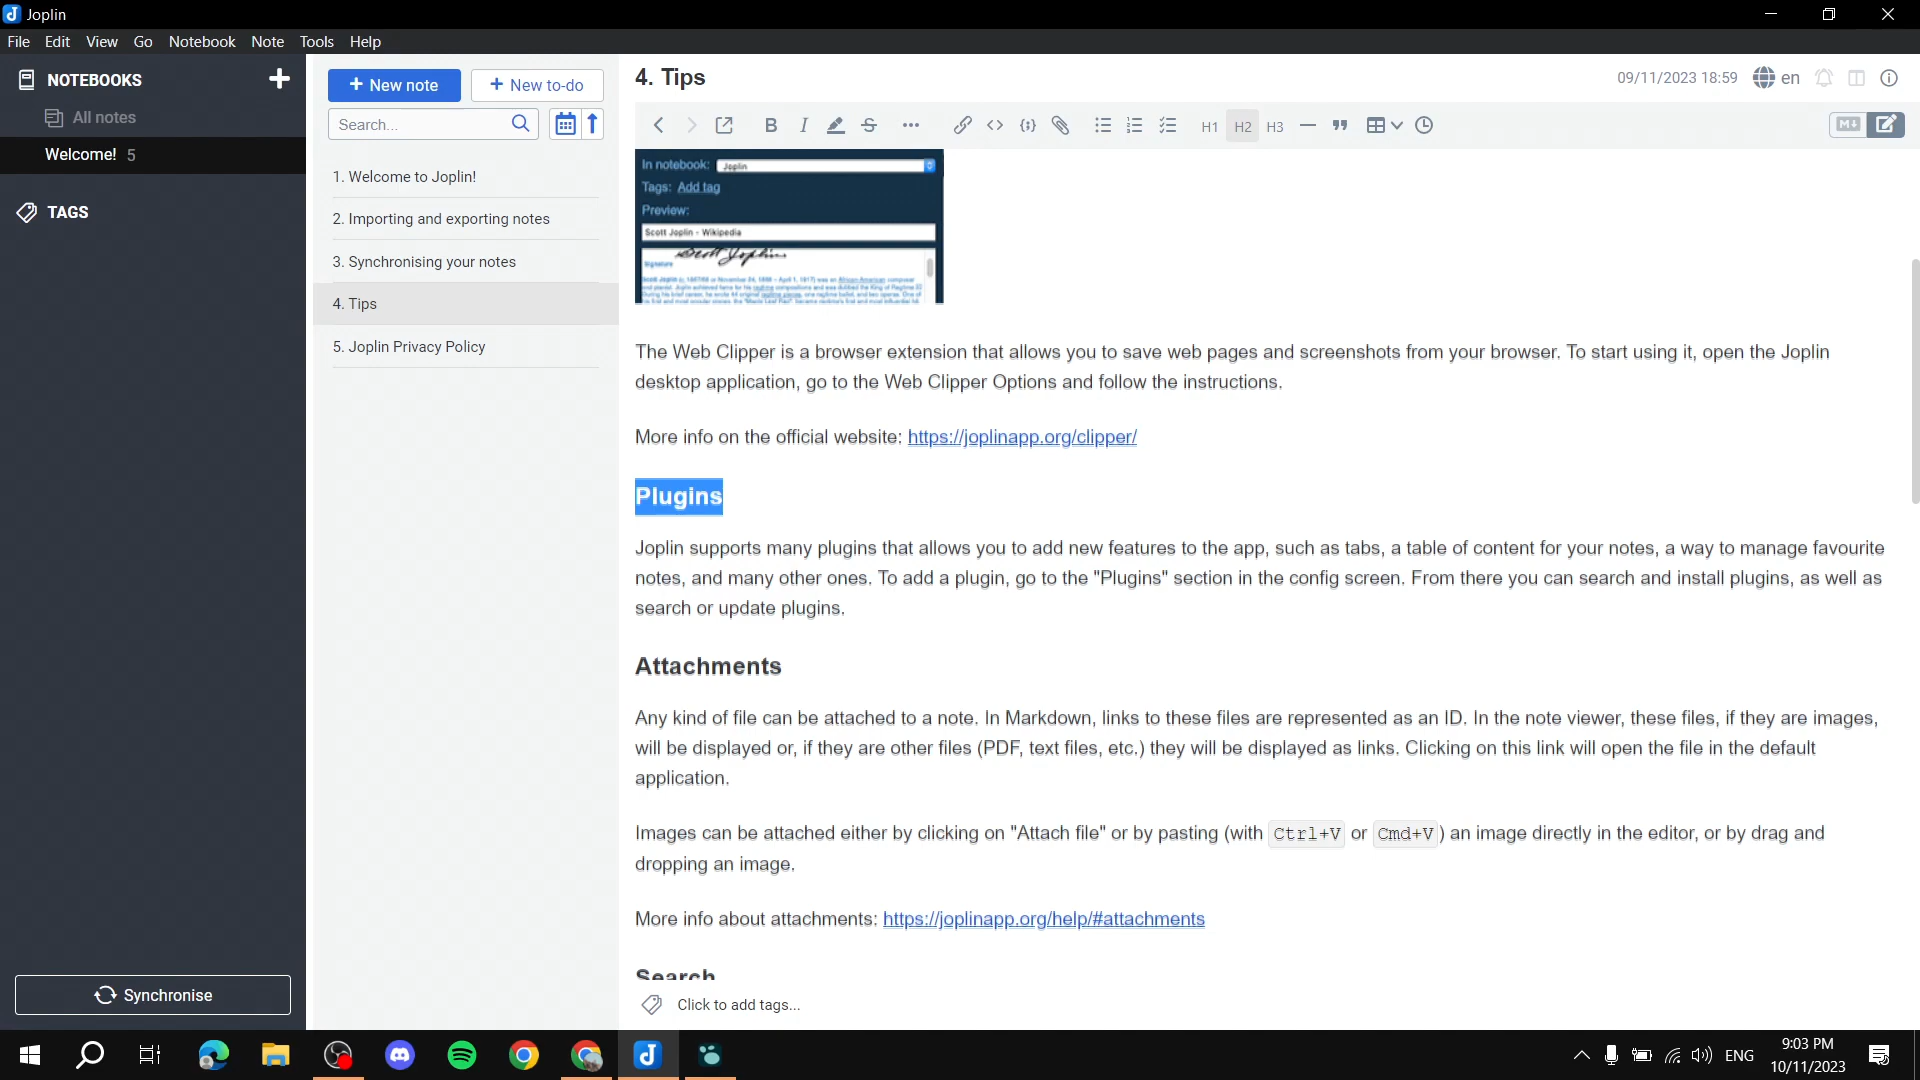 Joplin
File Edit View Go Notebook Note Tools Help
NOTEBOOKS
All notes
Welcome! 5
TAGS
Synchronise
New note
New to-do
Search...
1. Welcome to Joplin!
2. Importing and exporting notes
3. Synchronising your notes
4. Tips
5. Joplin Privacy Policy
4. Tips
09/11/2023 18:59 en
B I S H1 H2 H3
In notebook: Joplin
Tags: Add tag
Preview:
Scott Joplin - Wikipedia
Scott Joplin
Signature
The Web Clipper is a browser extension that allows you to save web pages and screenshots from your browser. To start using it, open the Joplin
desktop application, go to the Web Clipper Options and follow the instructions.
More info on the official website: https://joplinapp.org/clipper/
Plugins
Joplin supports many plugins that allows you to add new features to the app, such as tabs, a table of content for your notes, a way to manage favourite
notes, and many other ones. To add a plugin, go to the "Plugins" section in the config screen. From there you can search and install plugins, as well as
search or update plugins.
Attachments
Any kind of file can be attached to a note. In Markdown, links to these files are represented as an ID. In the note viewer, these files, if they are images,
will be displayed or, if they are other files (PDF, text files, etc.) they will be displayed as links. Clicking on this link will open the file in the default
application.
Images can be attached either by clicking on "Attach file" or by pasting (with Ctrl+V or Cmd+V) an image directly in the editor, or by drag and
dropping an image.
More info about attachments: https://joplinapp.org/help/#attachments
Search
Click to add tags...
ENG
9:03 PM
10/11/2023